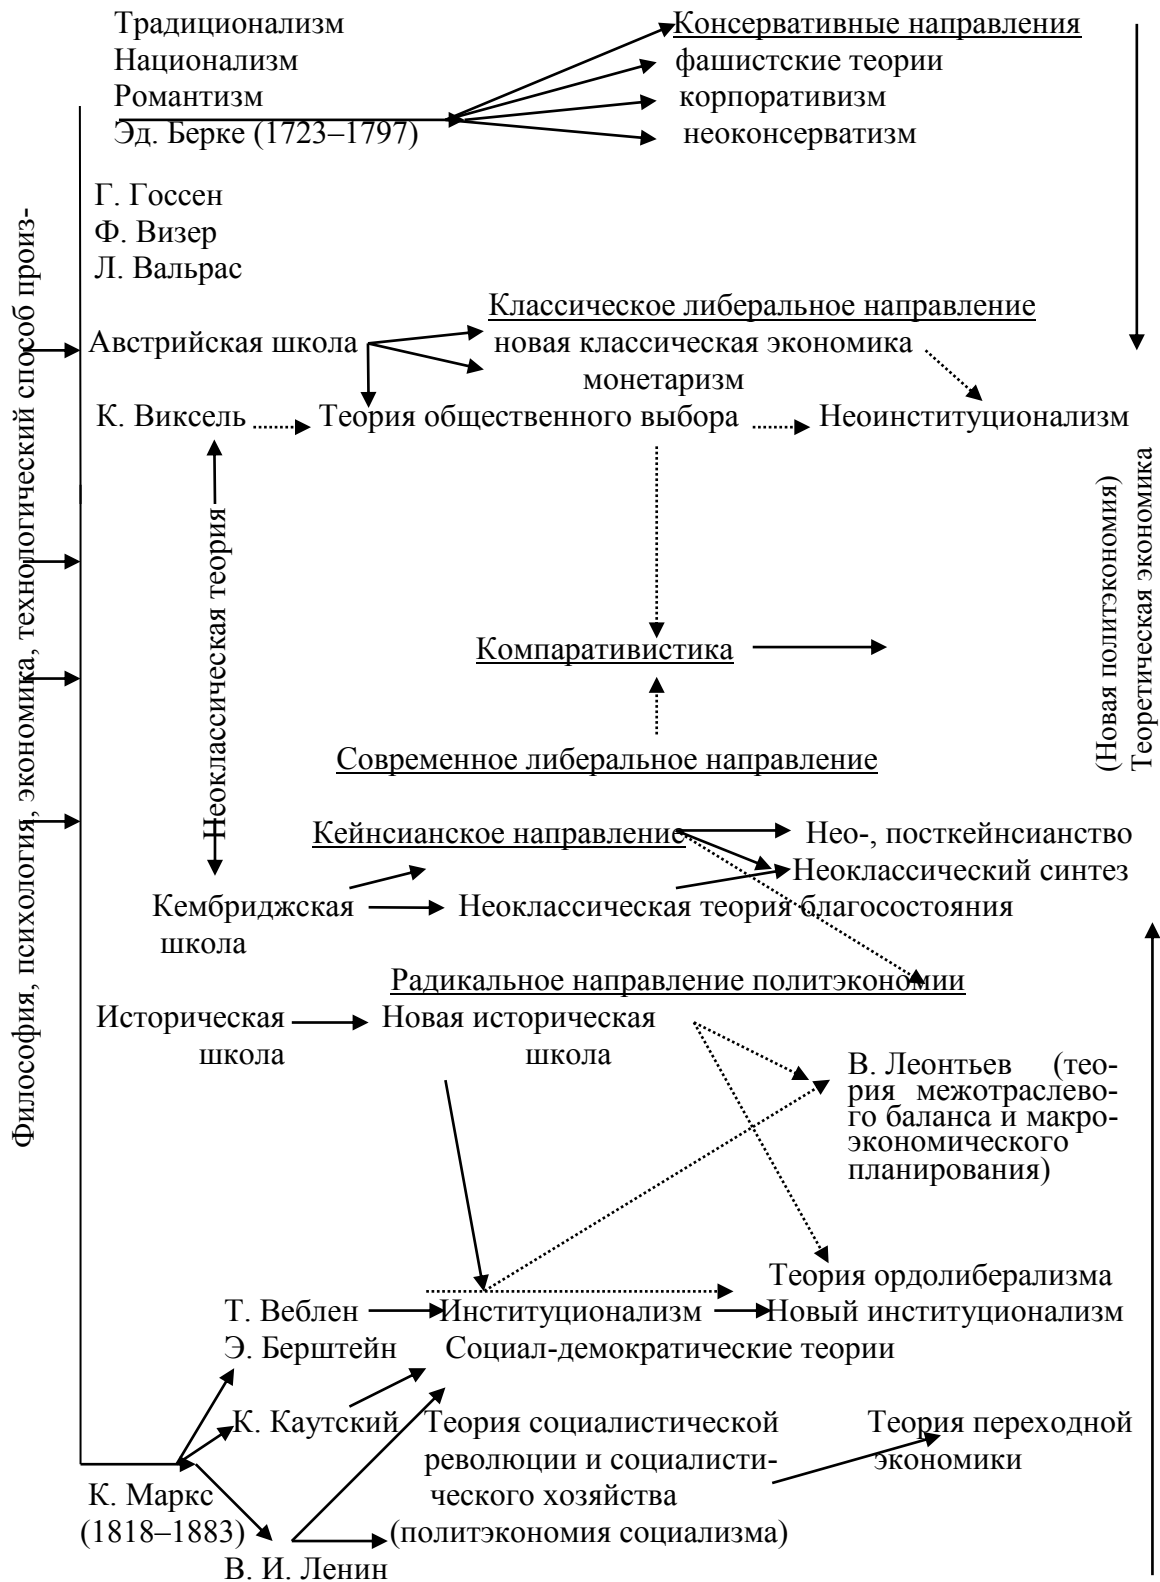 Традиционализм
Национализм
Романтизм
Эд. Берке (1723–1797)
Консервативные направления
фашистские теории
корпоративизм
неоконсерватизм
Философия, психология, экономика, технологический способ произ-
Г. Госсен
Ф. Визер
Л. Вальрас
Классическое либеральное направление
Австрийская школа
новая классическая экономика
монетаризм
К. Виксель
Теория общественного выбора
Неоинституционализм
Неоклассическая теория
(Новая политэкономия)
Теоретическая экономика
Компаративистика
Современное либеральное направление
Кейнсианское направление
Нео-, посткейнсианство
Неоклассический синтез
Кембриджская
школа
Неоклассическая теория благосостояния
Радикальное направление политэкономии
Историческая
школа
Новая историческая
школа
В. Леонтьев (тео-
рия межотраслево-
го баланса и макро-
экономического
планирования)
Теория ордолиберализма
Т. Веблен
Институционализм
Новый институционализм
Э. Берштейн
Социал-демократические теории
К. Каутский
Теория социалистической
революции и социалисти-
ческого хозяйства
(политэкономия социализма)
Теория переходной
экономики
К. Маркс
(1818–1883)
В. И. Ленин